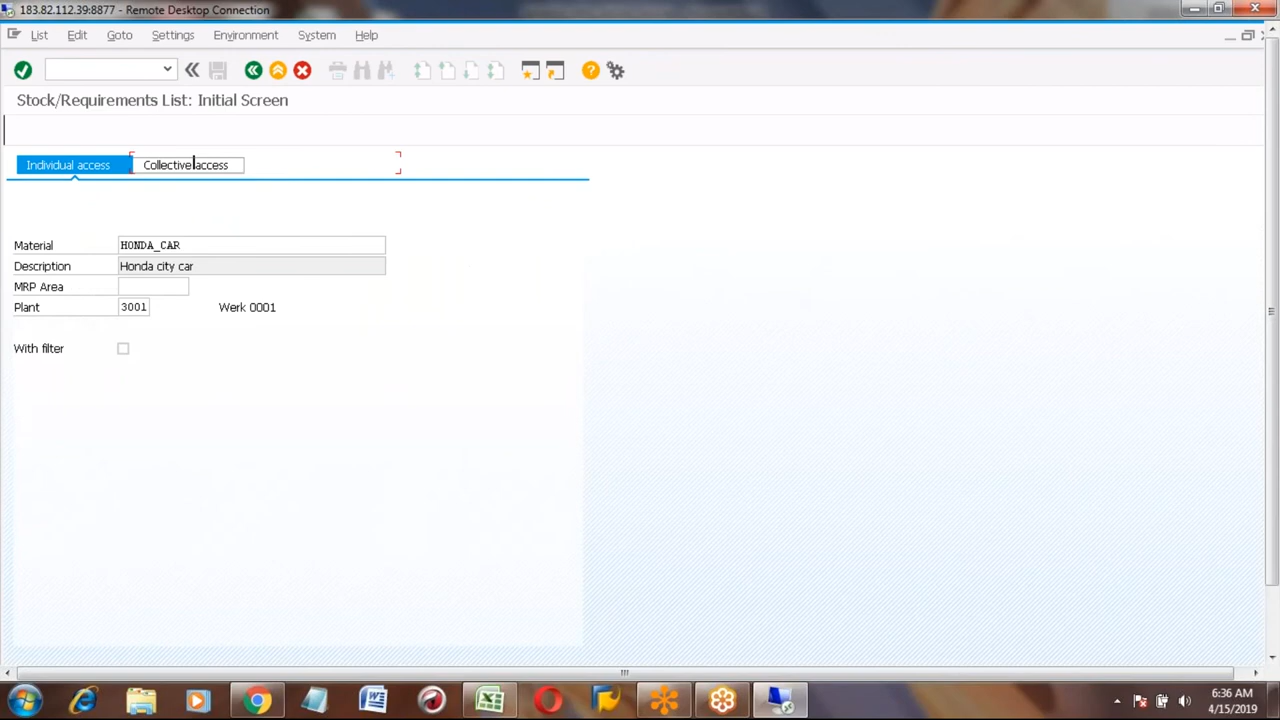 183.82.112.39:8877 - Remote Desktop Connection
List Edit Goto Settings Environment System Help
Stock/Requirements List: Initial Screen
Individual access Collective access
Material HONDA_CAR
Description Honda city car
MRP Area
Plant 3001 Werk 0001
With filter
6:36 AM
4/15/2019